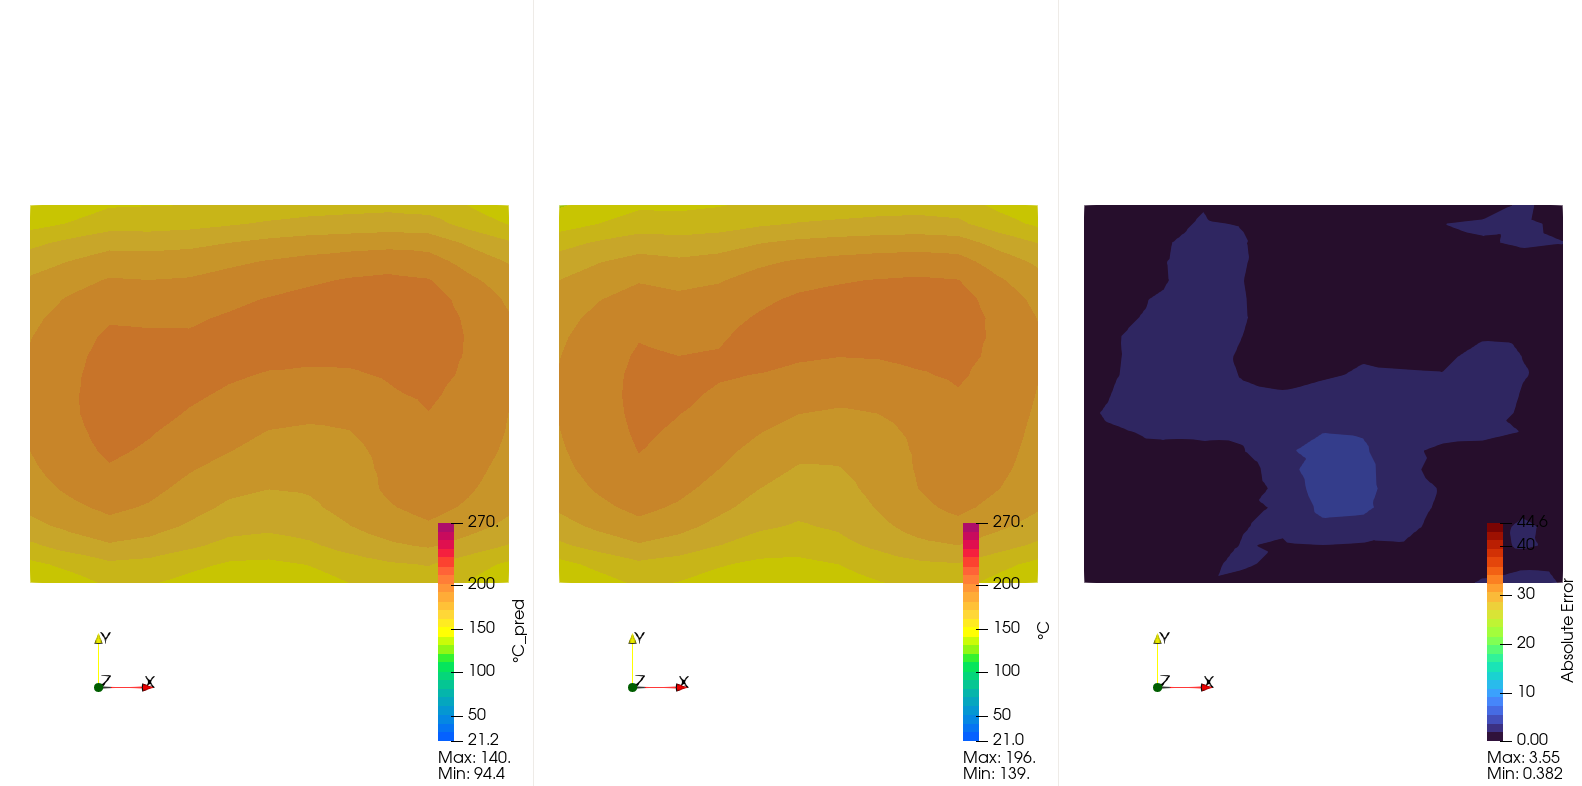 270.
200
150
100
50
21.2
°C_pred
Max: 140.
Min: 94.4
Y
Z
X
270.
200
150
100
50
21.0
°C
Max: 196.
Min: 139.
Y
Z
X
44.6
40
30
20
10
0.00
Absolute Error
Max: 3.55
Min: 0.382
Y
Z
X